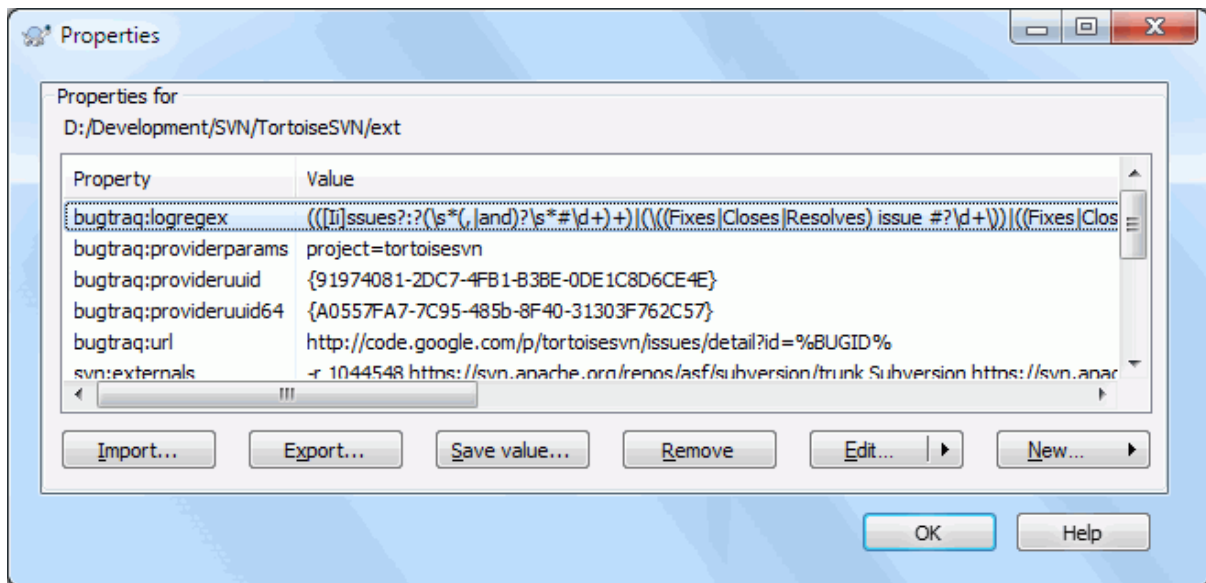 Properties
Properties for
D:/Development/SVN/TortoiseSVN/ext
Property Value
bugtraq:logregex (([Ii]ssues?:?(\s*(,|and)?\s*#\d+)+)|(\((Fixes|Closes|Resolves) issue #?\d+\))|((Fixes|Clos
bugtraq:providerparams project=tortoisesvn
bugtraq:provideruuid {91974081-2DC7-4FB1-B3BE-0DE1C8D6CE4E}
bugtraq:provideruuid64 {A0557FA7-7C95-485b-8F40-31303F762C57}
bugtraq:url http://code.google.com/p/tortoisesvn/issues/detail?id=%BUGID%
svn:externals -r 1044548 https://svn.apache.org/repos/asf/subversion/trunk Subversion https://svn.apac
Import... Export... Save value... Remove Edit... New...
OK Help